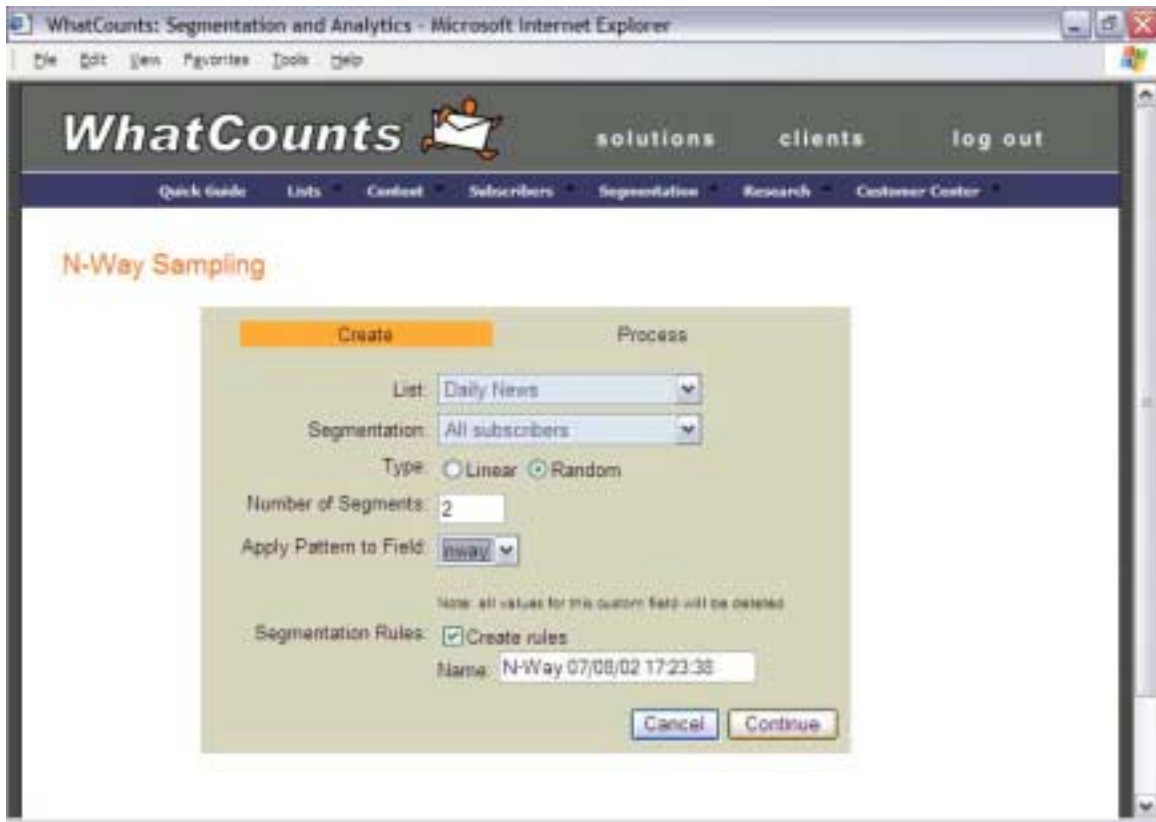 WhatCounts: Segmentation and Analytics - Microsoft Internet Explorer
File Edit View Favorites Tools Help
WhatCounts solutions clients log out
Quick Guide Lists Content Subscribers Segmentation Research Customer Center
N-Way Sampling
Create Process
List: Daily News
Segmentation: All subscribers
Type: Linear Random
Number of Segments: 2
Apply Pattern to Field: nway
Note: all values for this custom field will be deleted
Segmentation Rules: Create rules
Name: N-Way 07/08/02 17:23:38
Cancel Continue